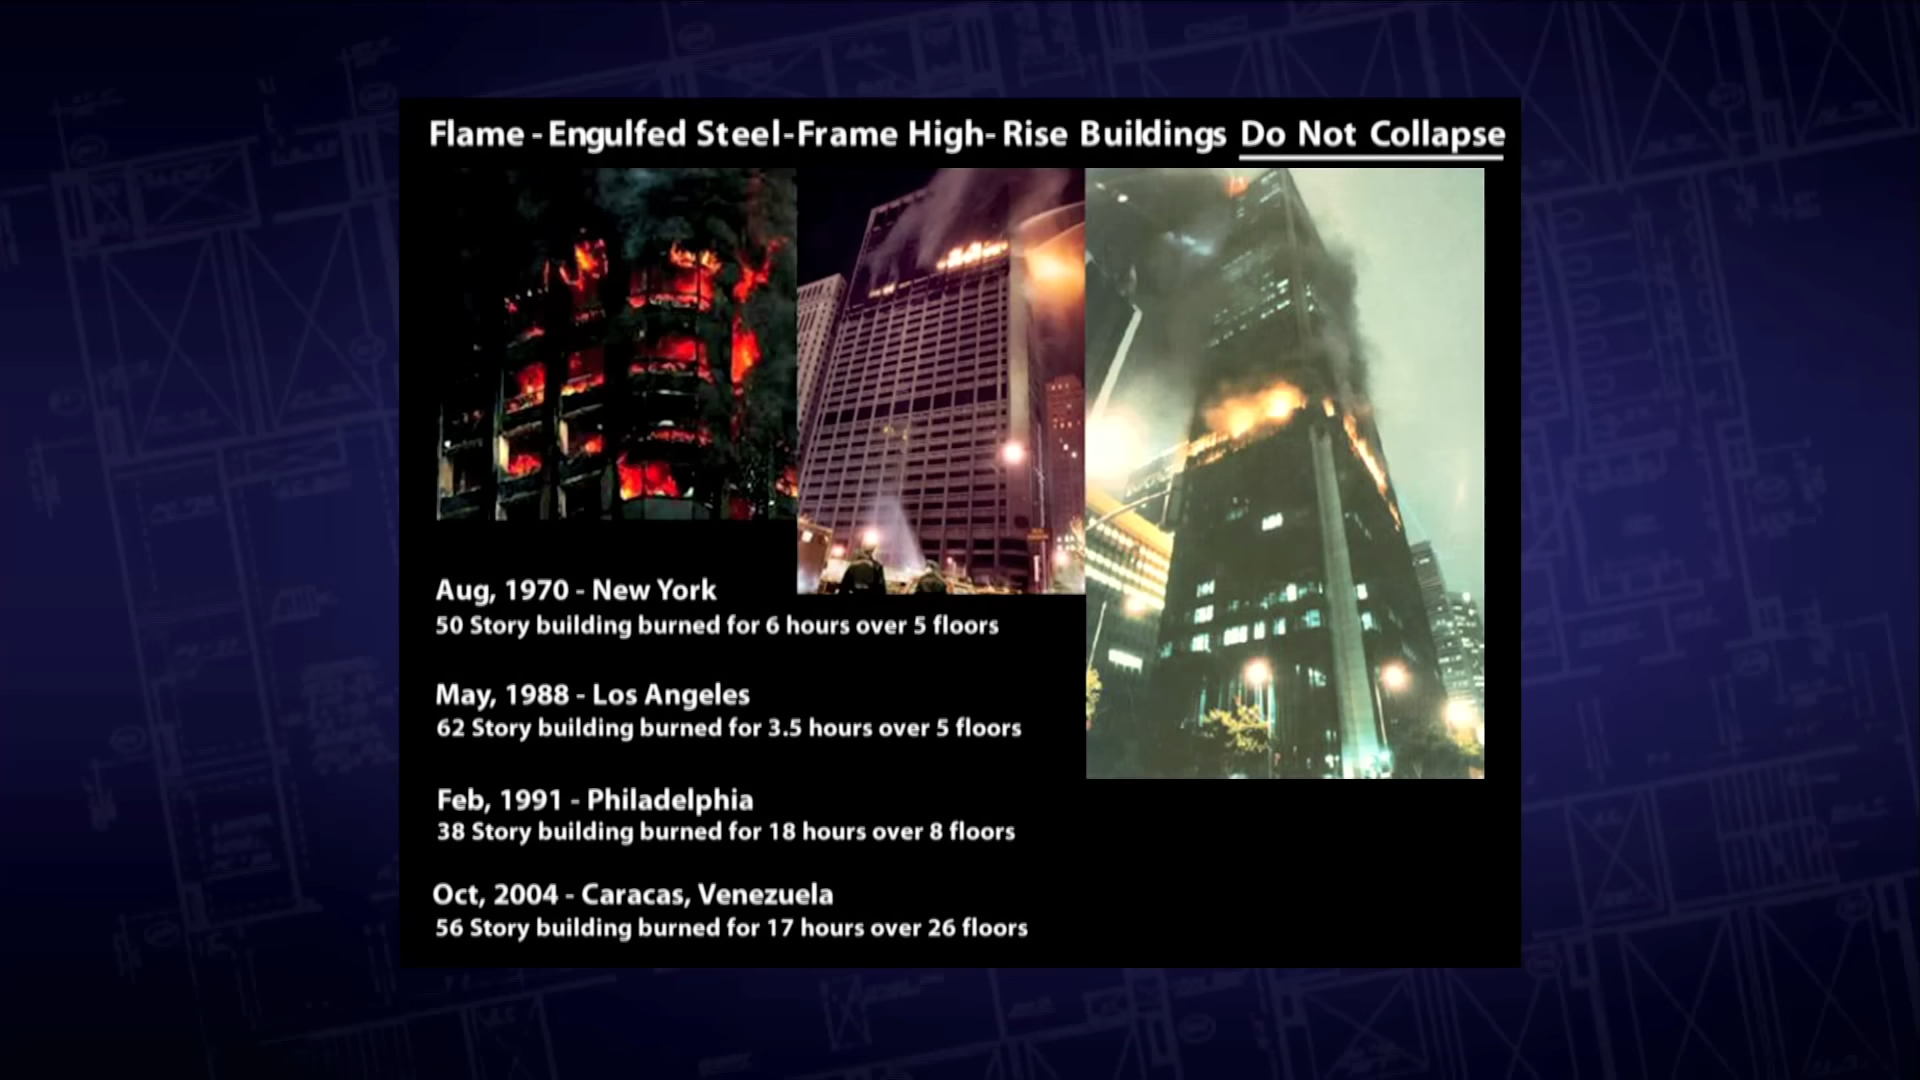 Flame - Engulfed Steel-Frame High- Rise Buildings Do Not Collapse
Aug, 1970 - New York
50 Story building burned for 6 hours over 5 floors
May, 1988 - Los Angeles
62 Story building burned for 3.5 hours over 5 floors
Feb, 1991 - Philadelphia
38 Story building burned for 18 hours over 8 floors
Oct, 2004 - Caracas, Venezuela
56 Story building burned for 17 hours over 26 floors